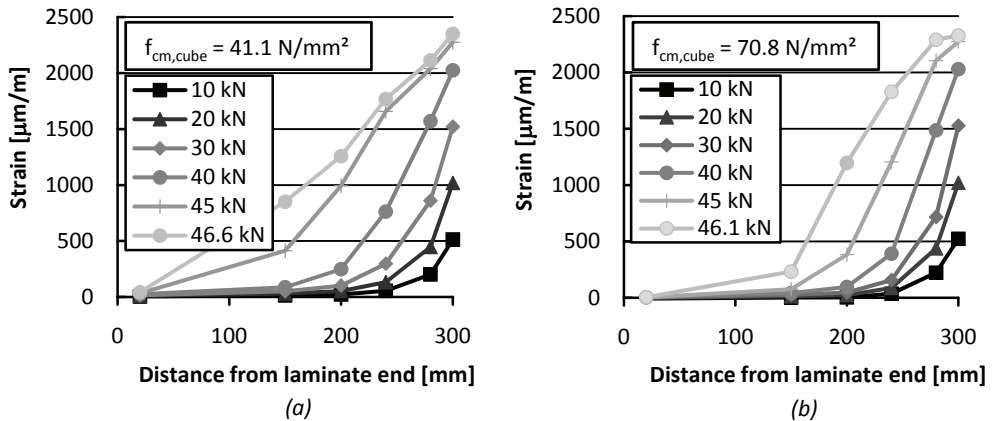 2500
2000
1500
1000
500
0
Strain [µm/m]
f cm,cube = 41.1 N/mm²
10 kN
20 kN
30 kN
40 kN
45 kN
46.6 kN
0 100 200 300
Distance from laminate end [mm]
(a)
2500
2000
1500
1000
500
0
Strain [µm/m]
f cm,cube = 70.8 N/mm²
10 kN
20 kN
30 kN
40 kN
45 kN
46.1 kN
0 100 200 300
Distance from laminate end [mm]
(b)